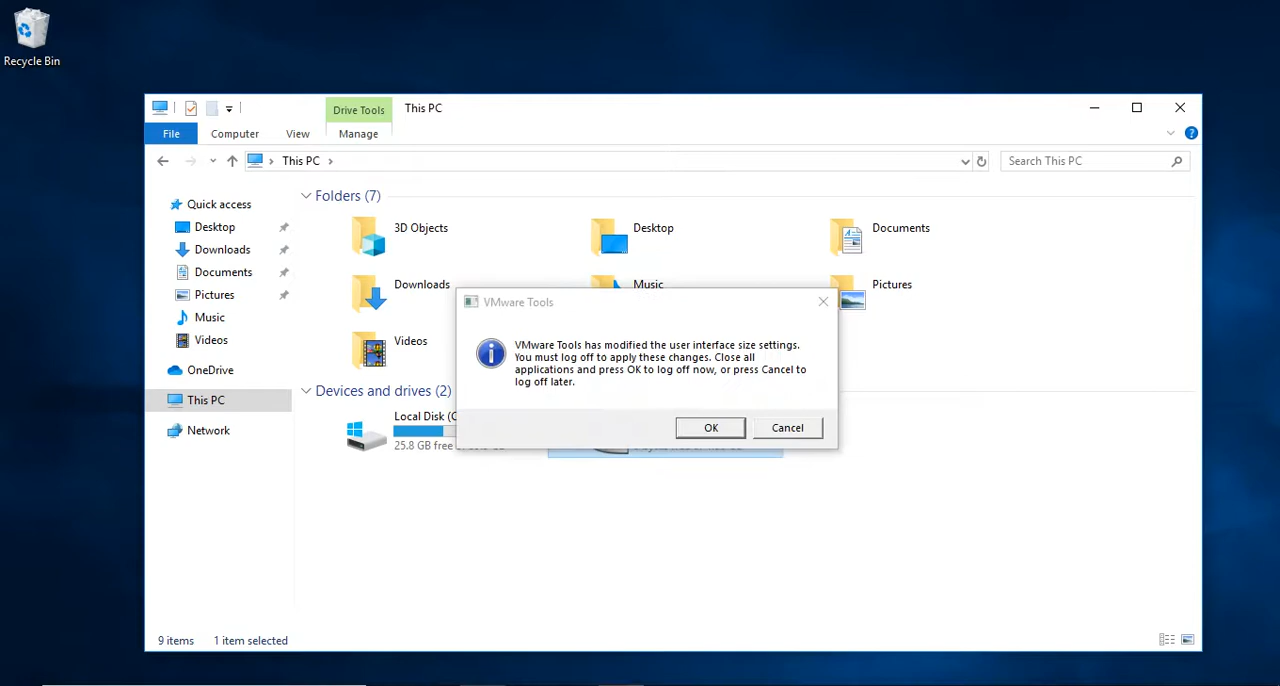 Recycle Bin
Drive Tools
This PC
File
Computer
View
Manage
This PC
Search This PC
Quick access
Desktop
Downloads
Documents
Pictures
Music
Videos
OneDrive
This PC
Network
Folders (7)
3D Objects
Desktop
Documents
Downloads
Music
Pictures
Videos
Devices and drives (2)
Local Disk (C
25.8 GB free
VMware Tools
VMware Tools has modified the user interface size settings.
You must log off to apply these changes. Close all
applications and press OK to log off now, or press Cancel to
log off later.
OK
Cancel
9 items
1 item selected